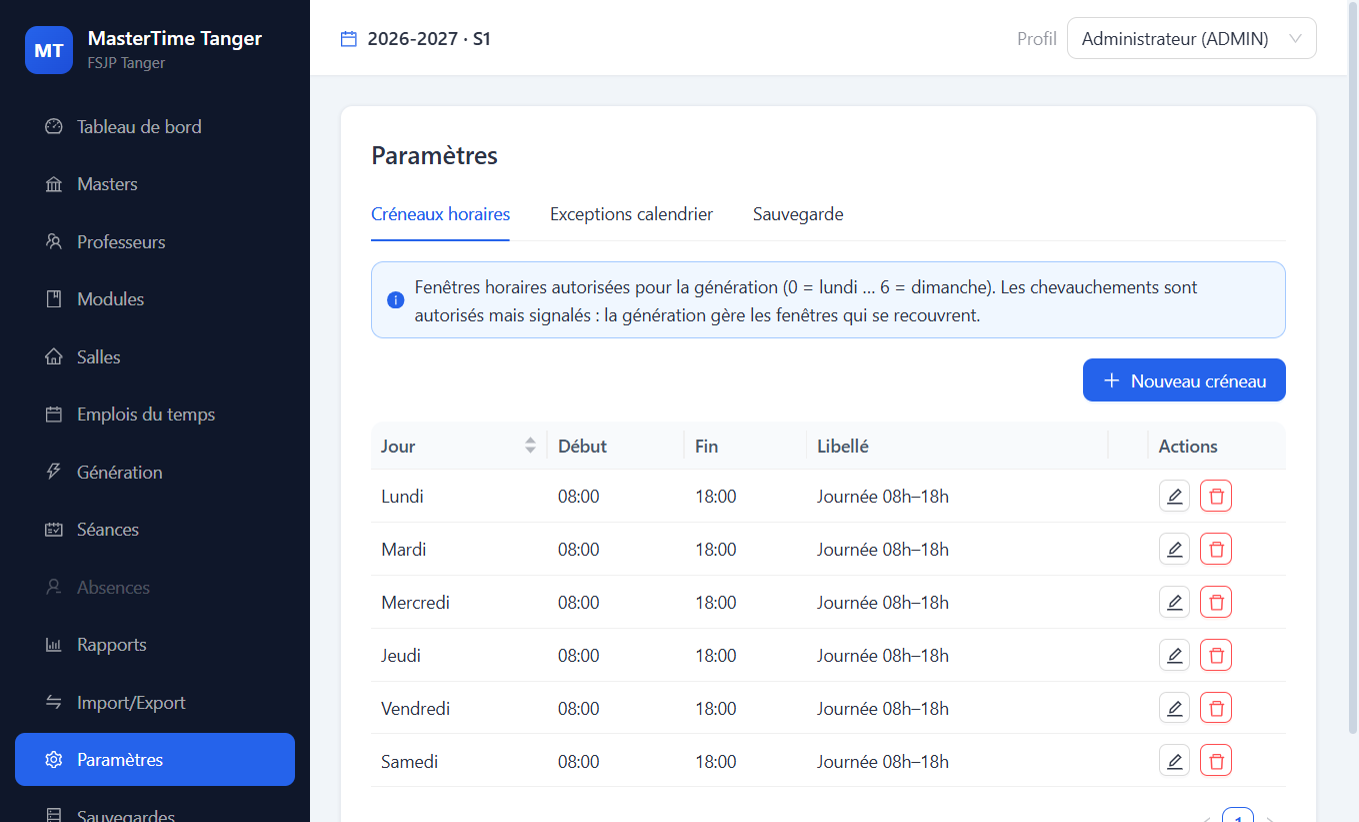 MT
MasterTime Tanger
FSJP Tanger
Tableau de bord
Masters
Professeurs
Modules
Salles
Emplois du temps
Génération
Séances
Absences
Rapports
Import/Export
Paramètres
Sauvegardes
2026-2027 · S1
Profil
Administrateur (ADMIN)
Paramètres
Créneaux horaires Exceptions calendrier Sauvegarde
Fenêtres horaires autorisées pour la génération (0 = lundi … 6 = dimanche). Les chevauchements sont
autorisés mais signalés : la génération gère les fenêtres qui se recouvrent.
Nouveau créneau
Jour Début Fin Libellé Actions
Lundi 08:00 18:00 Journée 08h–18h
Mardi 08:00 18:00 Journée 08h–18h
Mercredi 08:00 18:00 Journée 08h–18h
Jeudi 08:00 18:00 Journée 08h–18h
Vendredi 08:00 18:00 Journée 08h–18h
Samedi 08:00 18:00 Journée 08h–18h
1